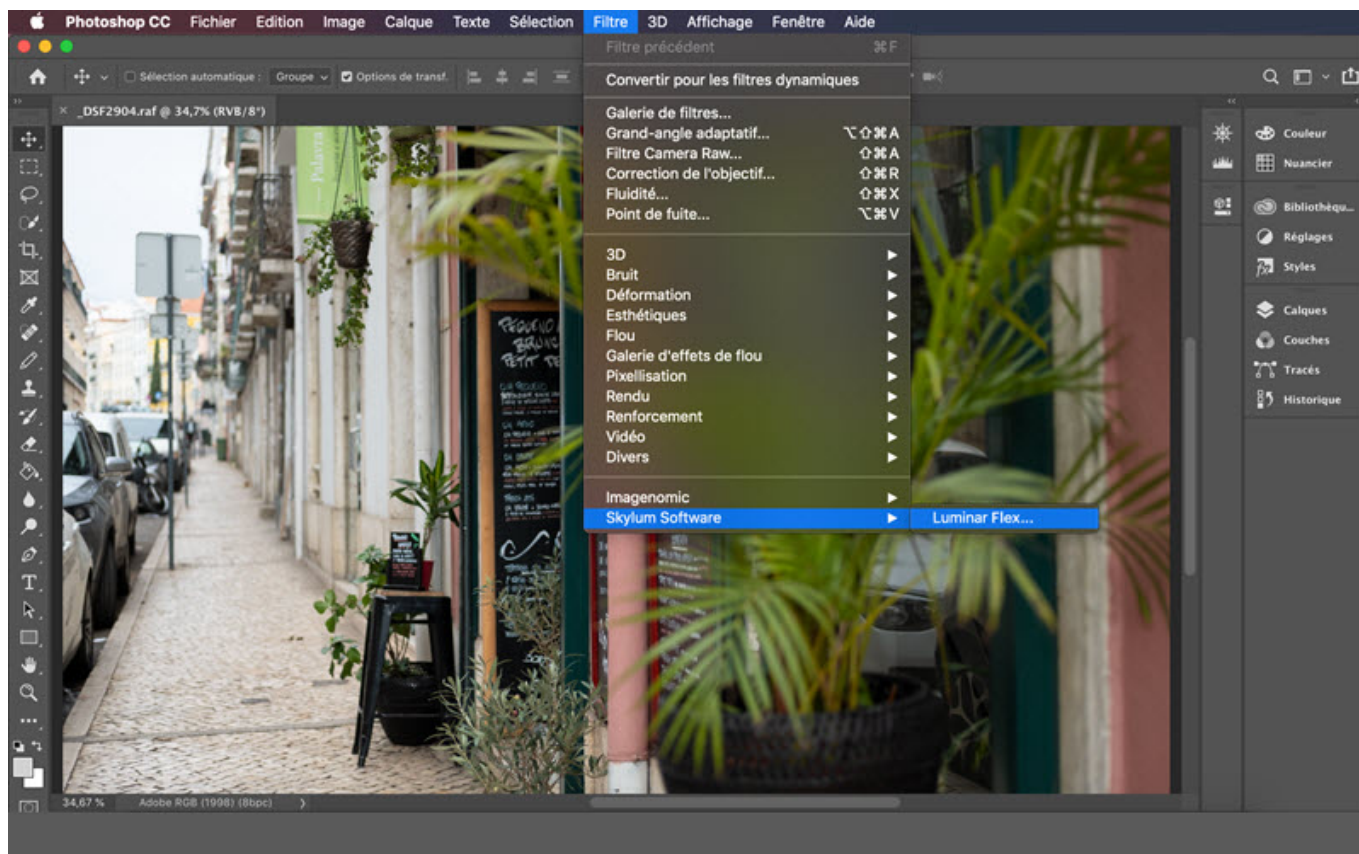 Photoshop CC Fichier Edition Image Calque Texte Sélection Filtre 3D Affichage Fenêtre Aide
Filtre précédent ⌘F
Sélection automatique : Groupe Options de transf.
Convertir pour les filtres dynamiques
× _DSF2904.raf @ 34,7% (RVB/8*)
Galerie de filtres...
Grand-angle adaptatif... ⌥⇧⌘A
Filtre Camera Raw... ⇧⌘A
Correction de l'objectif... ⇧⌘R
Fluidité... ⇧⌘X
Point de fuite... ⌥⌘V
3D
Bruit
Déformation
Esthétiques
Flou
Galerie d'effets de flou
Pixellisation
Rendu
Renforcement
Vidéo
Divers
Imagenomic
Skylum Software
Luminar Flex...
Couleur
Nuancier
Bibliothèqu...
Réglages
Styles
Calques
Couches
Tracés
Historique
Palavra
PEQUENO
BRUNC
PETIT
34,67 % Adobe RGB (1998) (8bpc)